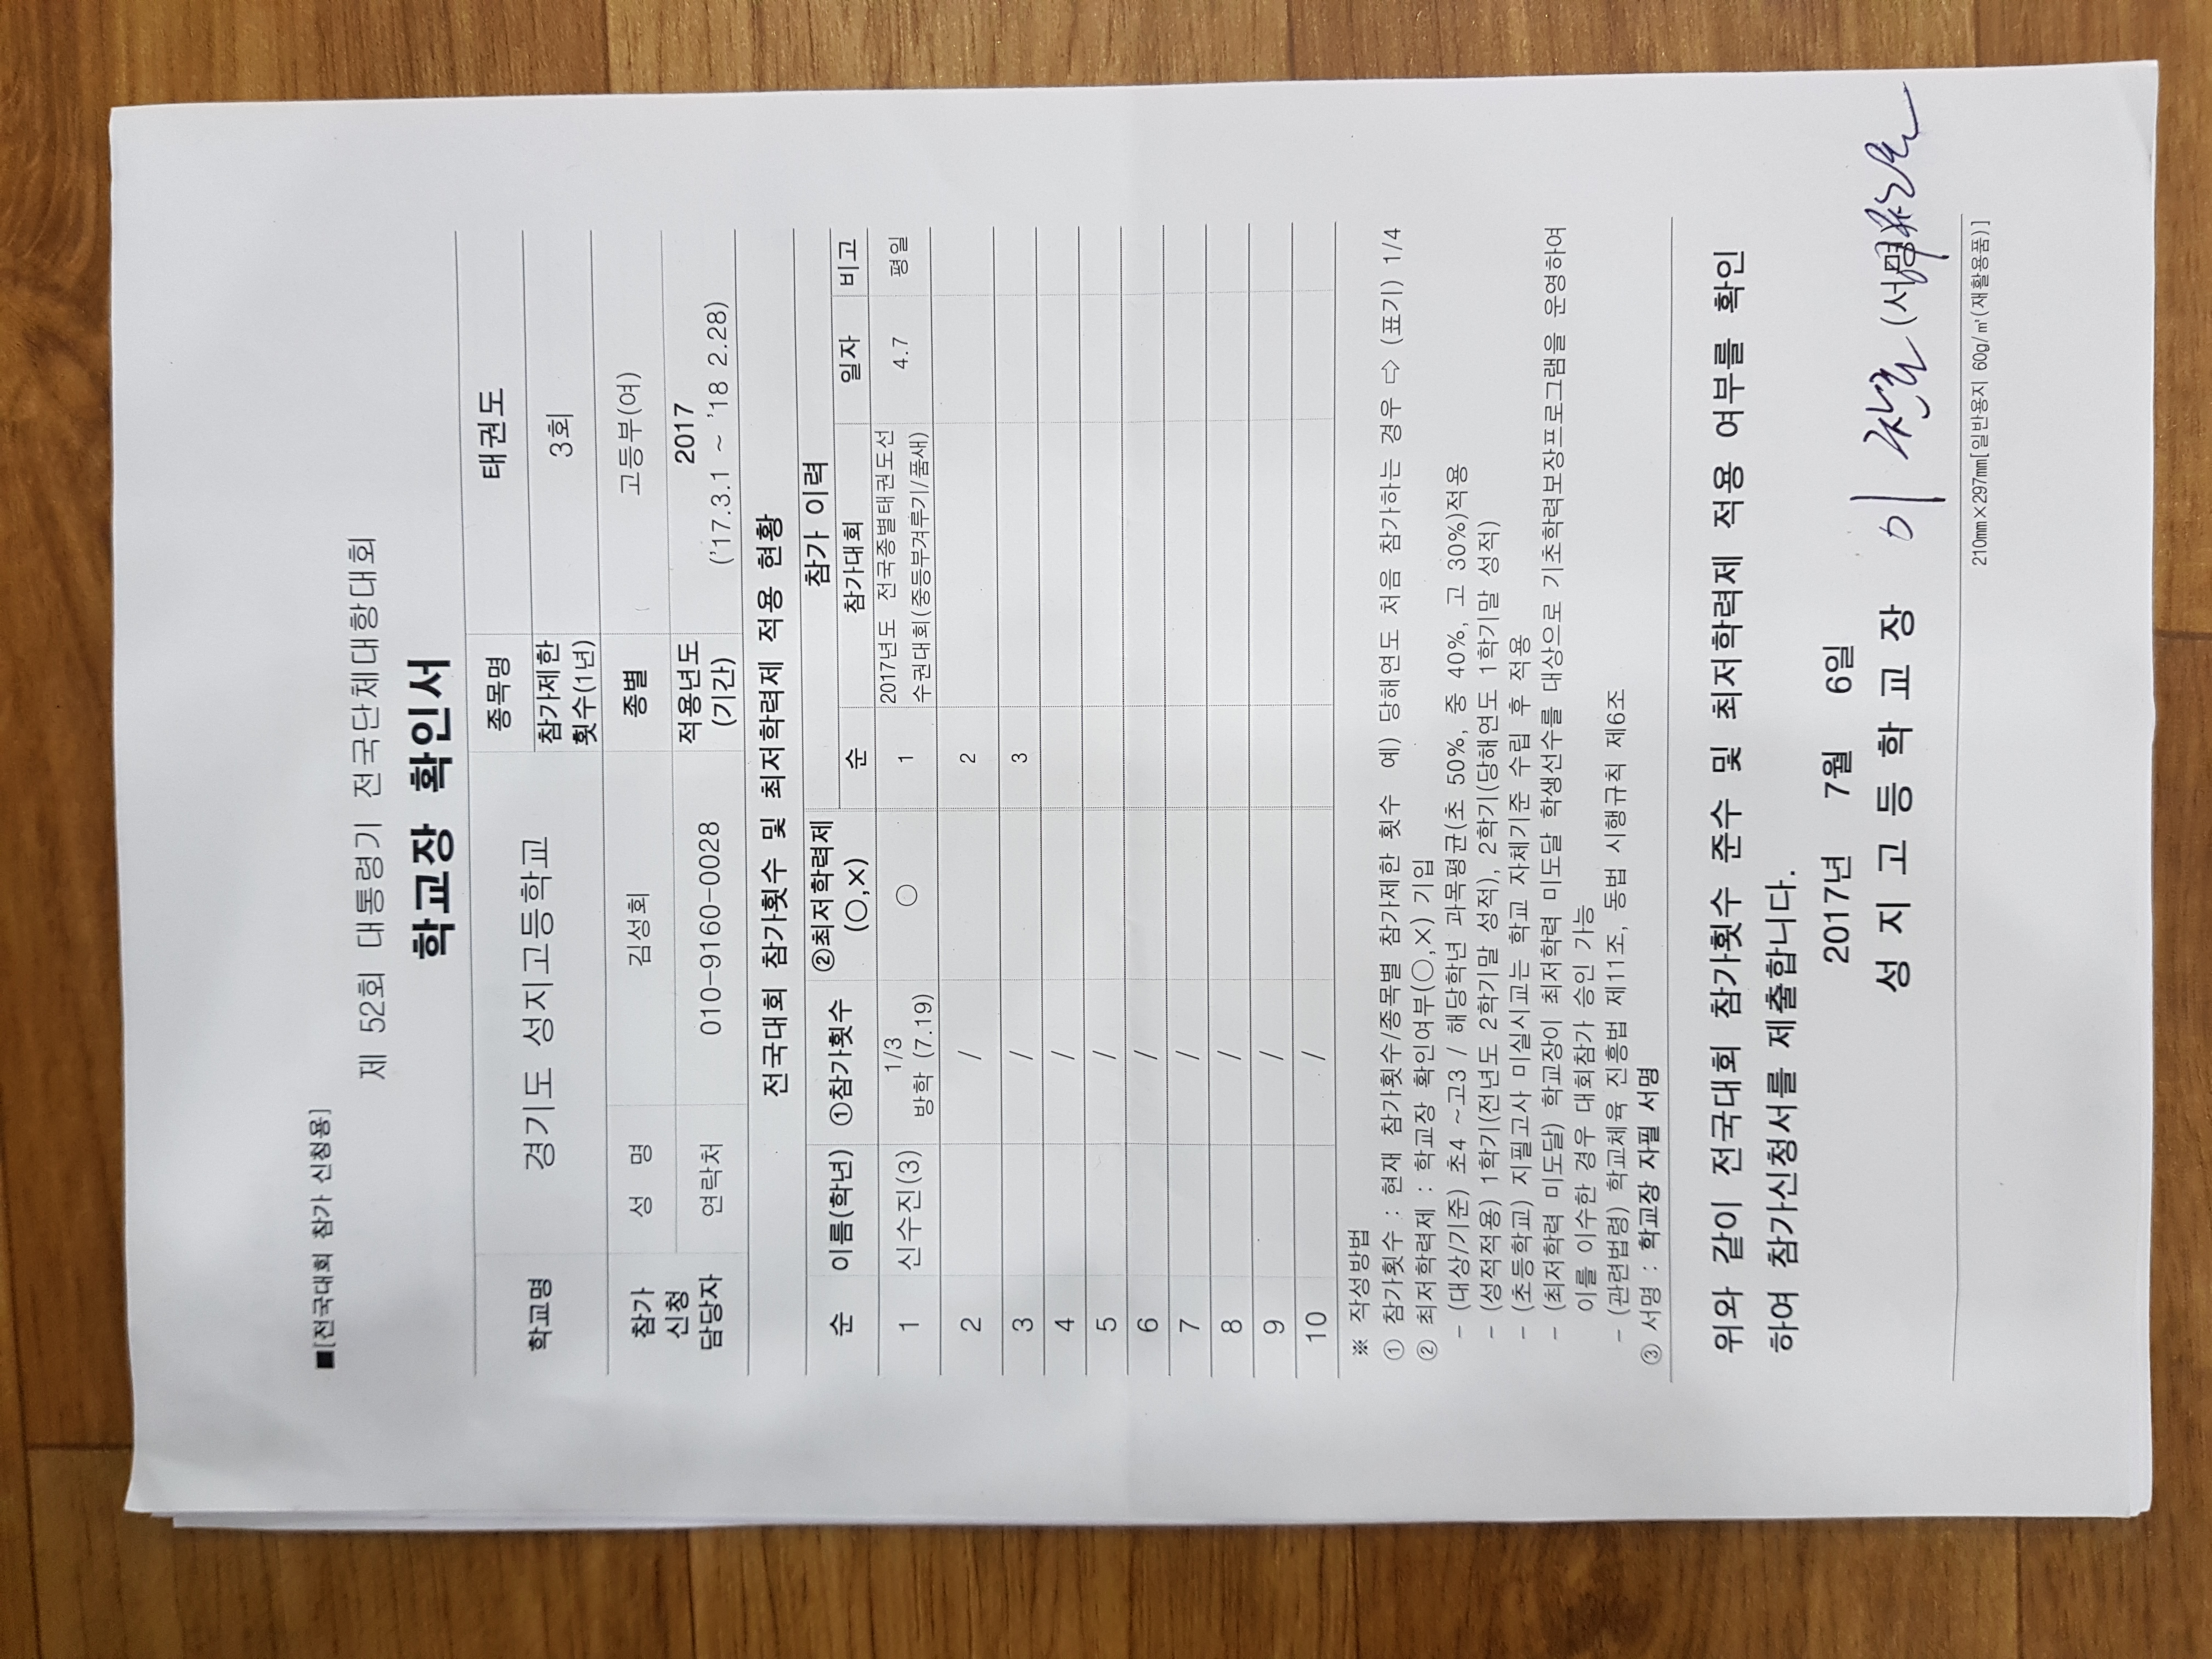 ■[전국대회 참가 신청용]
제 52회 대통령기 전국단체대항대회
학교장 확인서
학교명 경기도 성지고등학교 종목명 태권도
참가제한 횟수(1년) 3회
참가 신청 담당자 성 명 김성회 종별 고등부(여)
연락처 010-9160-0028 적용년도 (기간) 2017 ('17.3.1 ~ '18 2.28)
전국대회 참가횟수 및 최저학력제 적용 현황
순 이름(학년) ①참가횟수 ②최저학력제 (○,×) 참가 이력
순 참가대회 일자 비고
1 신수진(3) 1/3 방학 (7.19) ○ 1 2017년도 전국종별태권도선수권대회(중등부겨루기/품새) 4.7 평일
2 / 2
3 / 3
4 /
5 /
6 /
7 /
8 /
9 /
10 /
※ 작성방법
① 참가횟수 : 현재 참가횟수/종목별 참가제한 횟수 예) 당해연도 처음 참가하는 경우 ⇨ (표기) 1/4
② 최저학력제 : 학교장 확인여부(○,×) 기입
- (대상/기준) 초4 ~고3 / 해당학년 과목평균(초 50%, 중 40%, 고 30%)적용
- (성적적용) 1학기(전년도 2학기말 성적), 2학기(당해연도 1학기말 성적)
- (초등학교) 지필고사 미실시교는 학교 자체기준 수립 후 적용
- (최저학력 미도달) 학교장이 최저학력 미도달 학생선수를 대상으로 기초학력보장프로그램을 운영하여
이를 이수한 경우 대회참가 승인 가능
- (관련법령) 학교체육 진흥법 제11조, 동법 시행규칙 제6조
③ 서명 : 학교장 자필 서명
위와 같이 전국대회 참가횟수 준수 및 최저학력제 적용 여부를 확인
하여 참가신청서를 제출합니다.
2017년 7월 6일
성 지 고 등 학 교 장 이 (서명)
210㎜×297㎜[일반용지 60g/㎡(재활용품)]